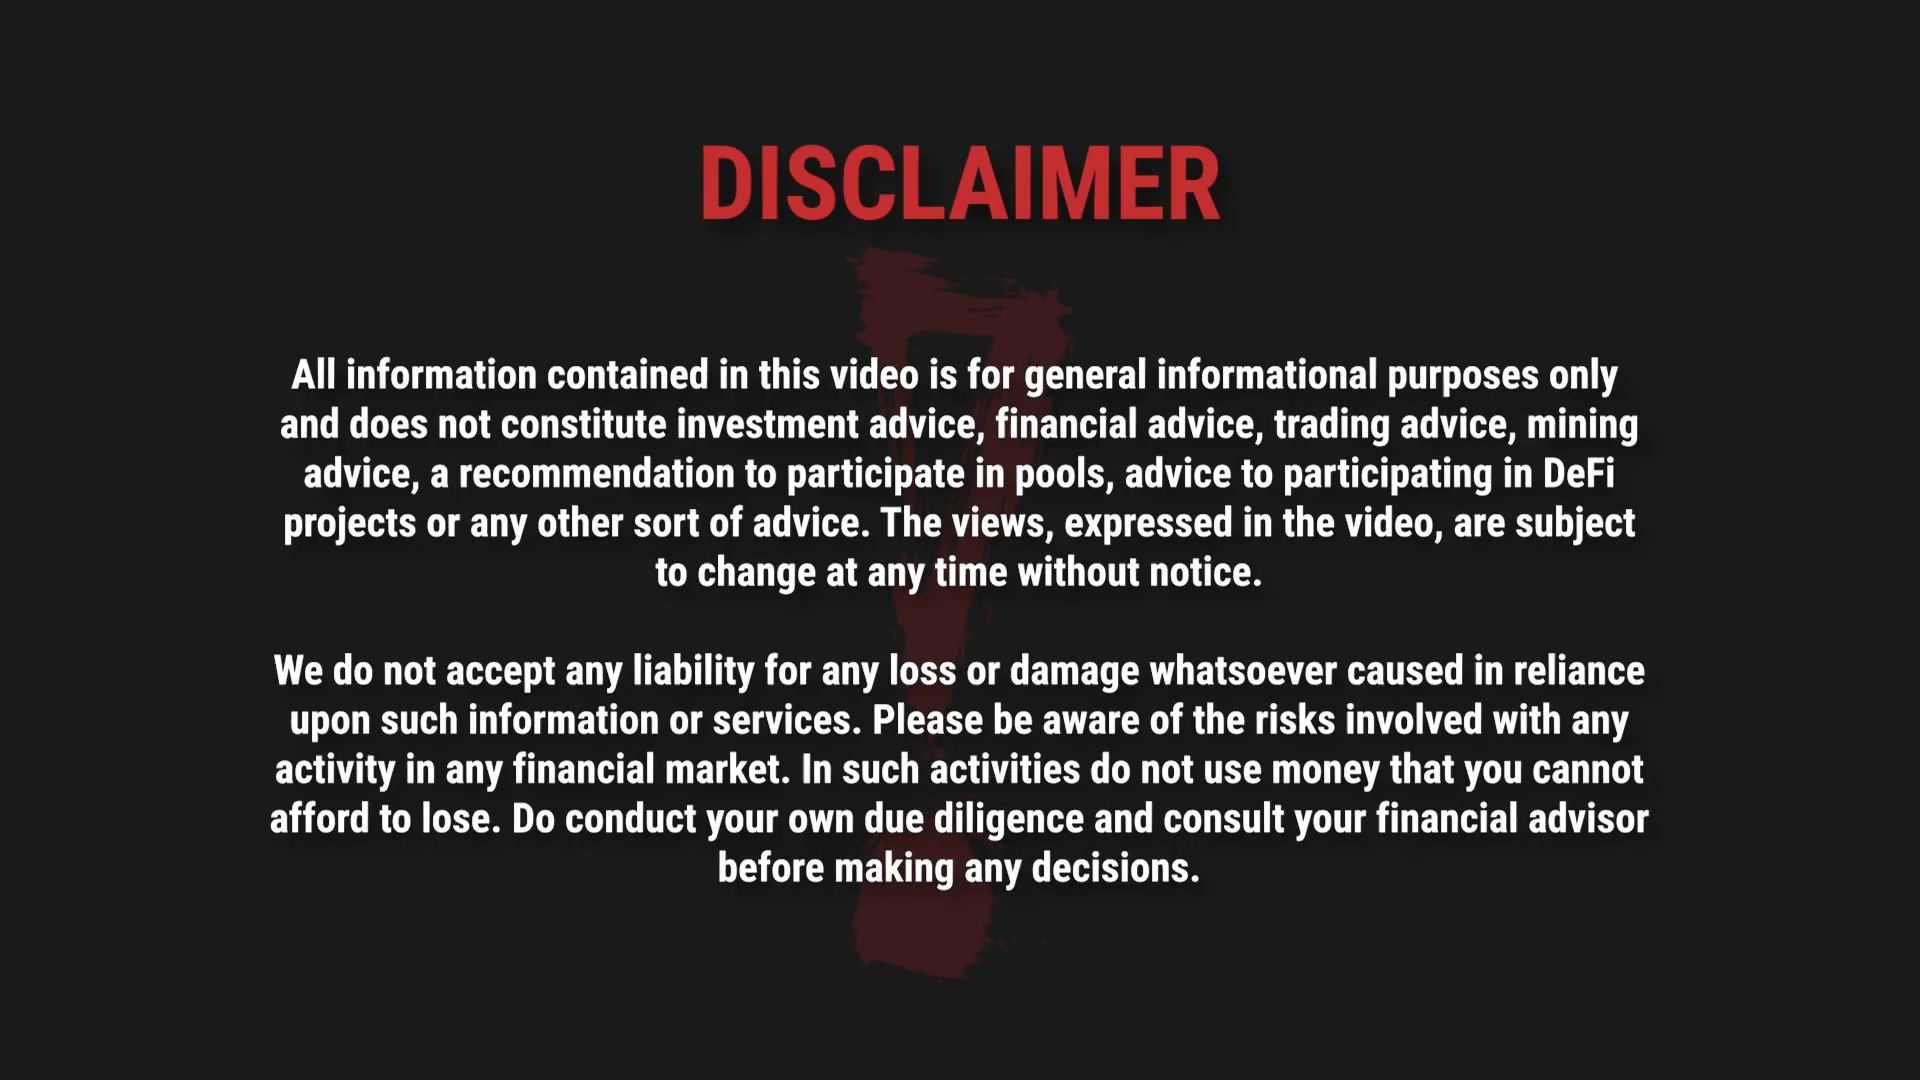 DISCLAIMER
All information contained in this video is for general informational purposes only
and does not constitute investment advice, financial advice, trading advice, mining
advice, a recommendation to participate in pools, advice to participating in DeFi
projects or any other sort of advice. The views, expressed in the video, are subject
to change at any time without notice.
We do not accept any liability for any loss or damage whatsoever caused in reliance
upon such information or services. Please be aware of the risks involved with any
activity in any financial market. In such activities do not use money that you cannot
afford to lose. Do conduct your own due diligence and consult your financial advisor
before making any decisions.